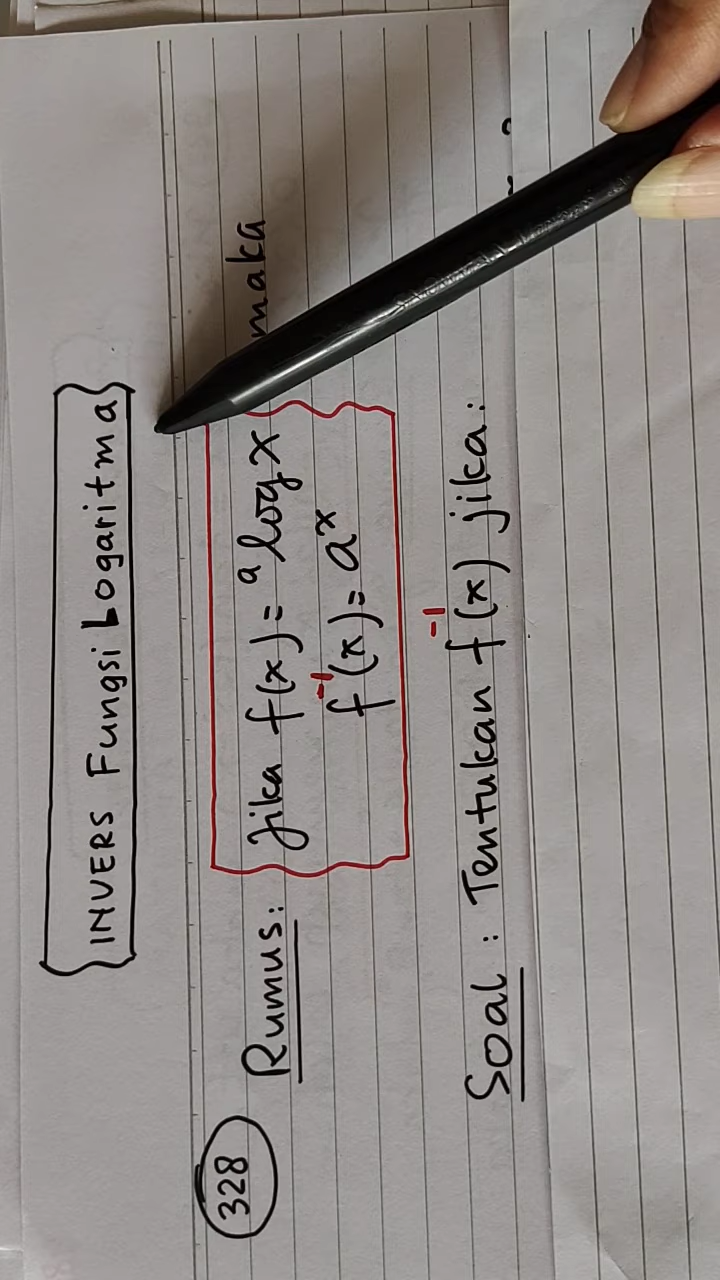 INVERS Fungsi Logaritma
328
Rumus: Jika f(x) = ᵃlog x maka
f⁻¹(x) = aˣ
Soal : Tentukan f⁻¹(x) jika: